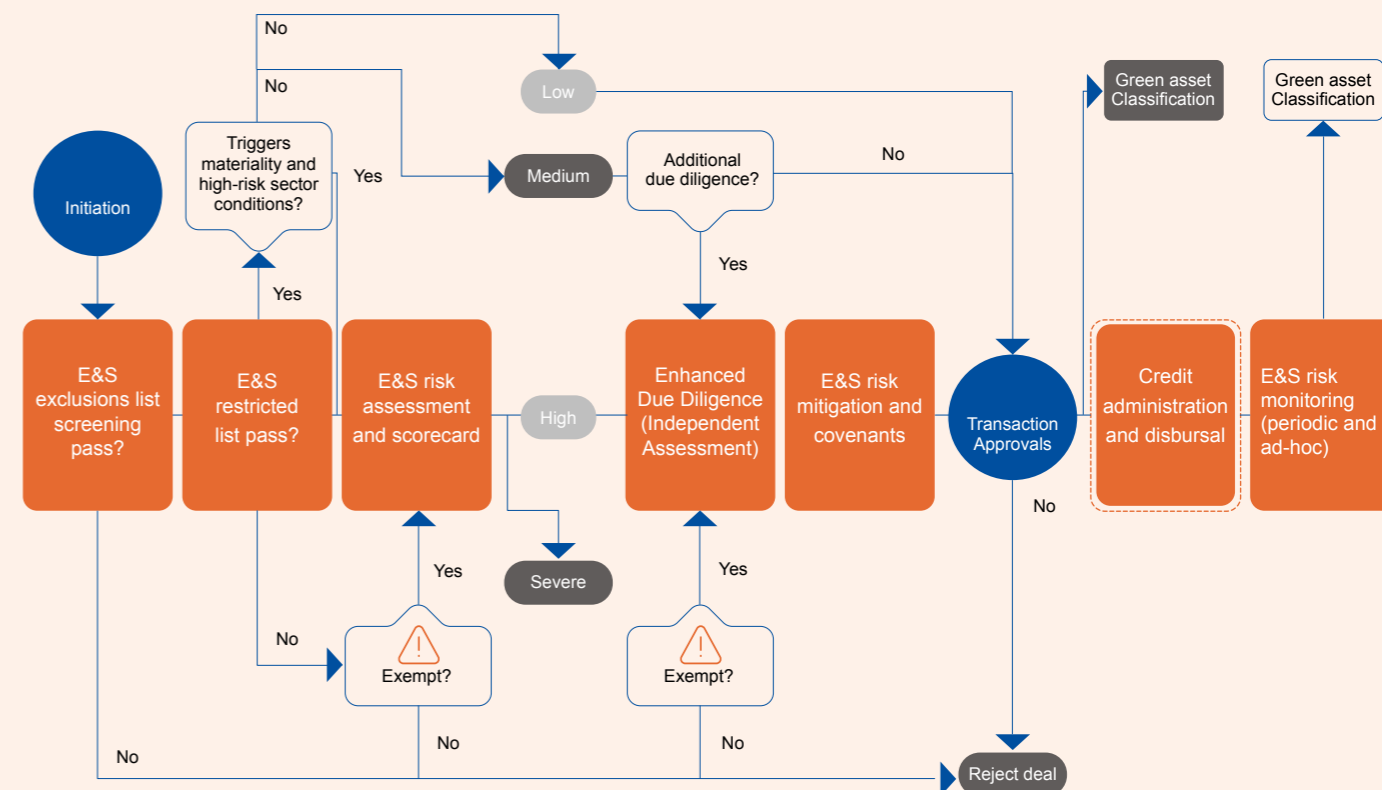 No
No
Low
Green asset
Classification
Green asset
Classification
Triggers
materiality and
high-risk sector
conditions?
Yes
Medium
Additional
due diligence?
No
Initiation
Yes
Yes
E&S
exclusions list
screening
pass?
E&S
restricted
list pass?
E&S risk
assessment
and scorecard
High
Enhanced
Due Diligence
(Independent
Assessment)
E&S risk
mitigation and
covenants
Transaction
Approvals
Credit
administration
and disbursal
E&S risk
monitoring
(periodic and
ad-hoc)
No
Severe
Yes
Yes
No
Exempt?
Exempt?
No
No
No
Reject deal